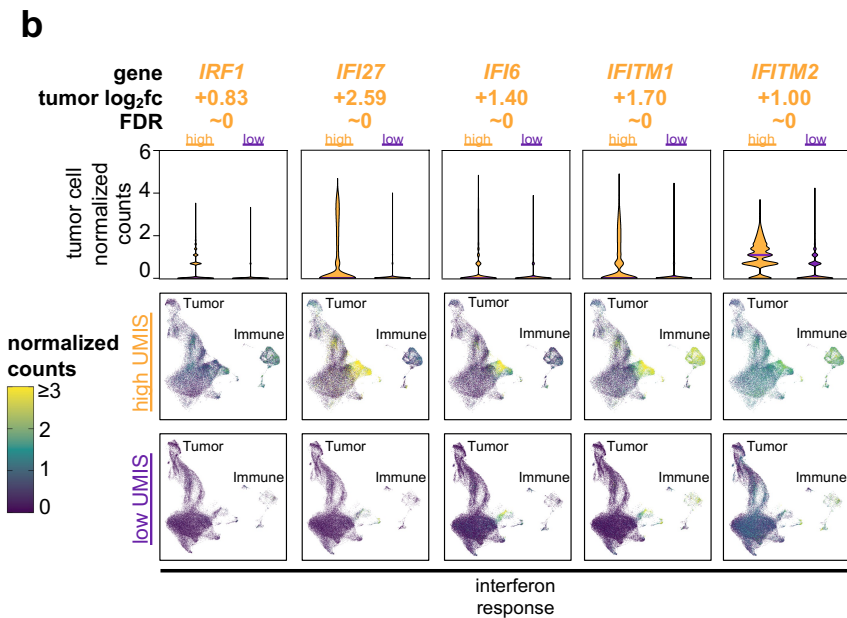 b
gene IRF1 IFI27 IFI6 IFITM1 IFITM2
tumor log2fc +0.83 +2.59 +1.40 +1.70 +1.00
FDR ~0 ~0 ~0 ~0 ~0
high low high low high low high low high low
tumor cell
normalized
counts
6
4
2
0
high UMIS
Tumor Immune Tumor Immune Tumor Immune Tumor Immune Tumor Immune
normalized
counts
≥3
2
1
0
low UMIS
Tumor Immune Tumor Immune Tumor Immune Tumor Immune Tumor Immune
interferon
response